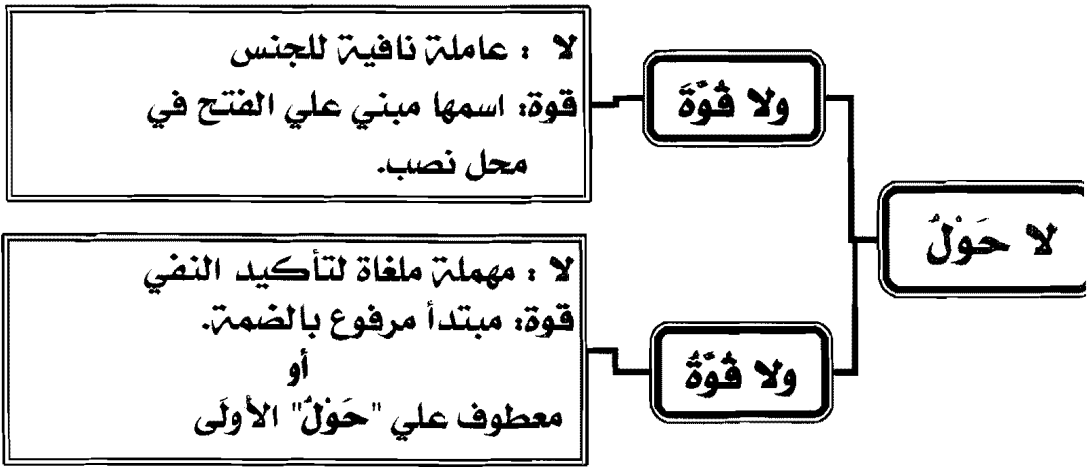 لا حَوْلٌ
ولا قُوَّةَ
لا : عاملة نافية للجنس
قوة: اسمها مبني علي الفتح في
محل نصب.
ولا قُوَّةٌ
لا : مهملة ملغاة لتأكيد النفي
قوة: مبتدأ مرفوع بالضمة.
أو
معطوف علي "حَوْلٌ" الأولَى